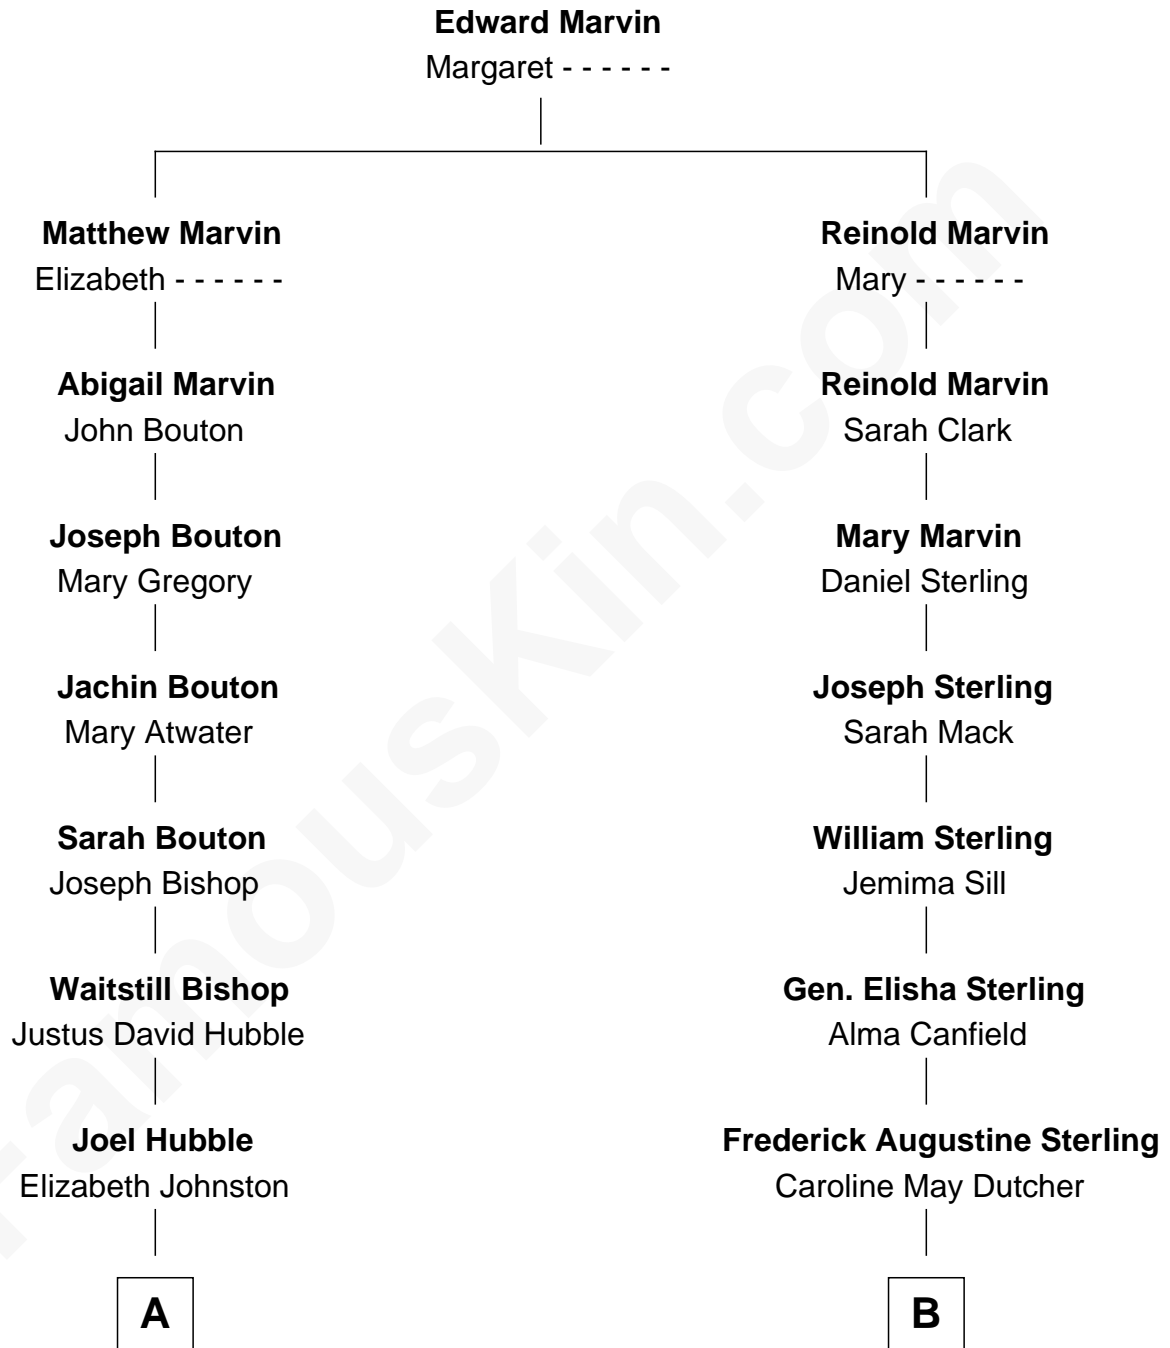 Edward Marvin
Margaret - - - - - -
Matthew Marvin
Elizabeth - - - - - -
Abigail Marvin
John Bouton
Joseph Bouton
Mary Gregory
Jachin Bouton
Mary Atwater
Sarah Bouton
Joseph Bishop
Waitstill Bishop
Justus David Hubble
Joel Hubble
Elizabeth Johnston
A
Reinold Marvin
Mary - - - - - -
Reinold Marvin
Sarah Clark
Mary Marvin
Daniel Sterling
Joseph Sterling
Sarah Mack
William Sterling
Jemima Sill
Gen. Elisha Sterling
Alma Canfield
Frederick Augustine Sterling
Caroline May Dutcher
B
FamousKin.com